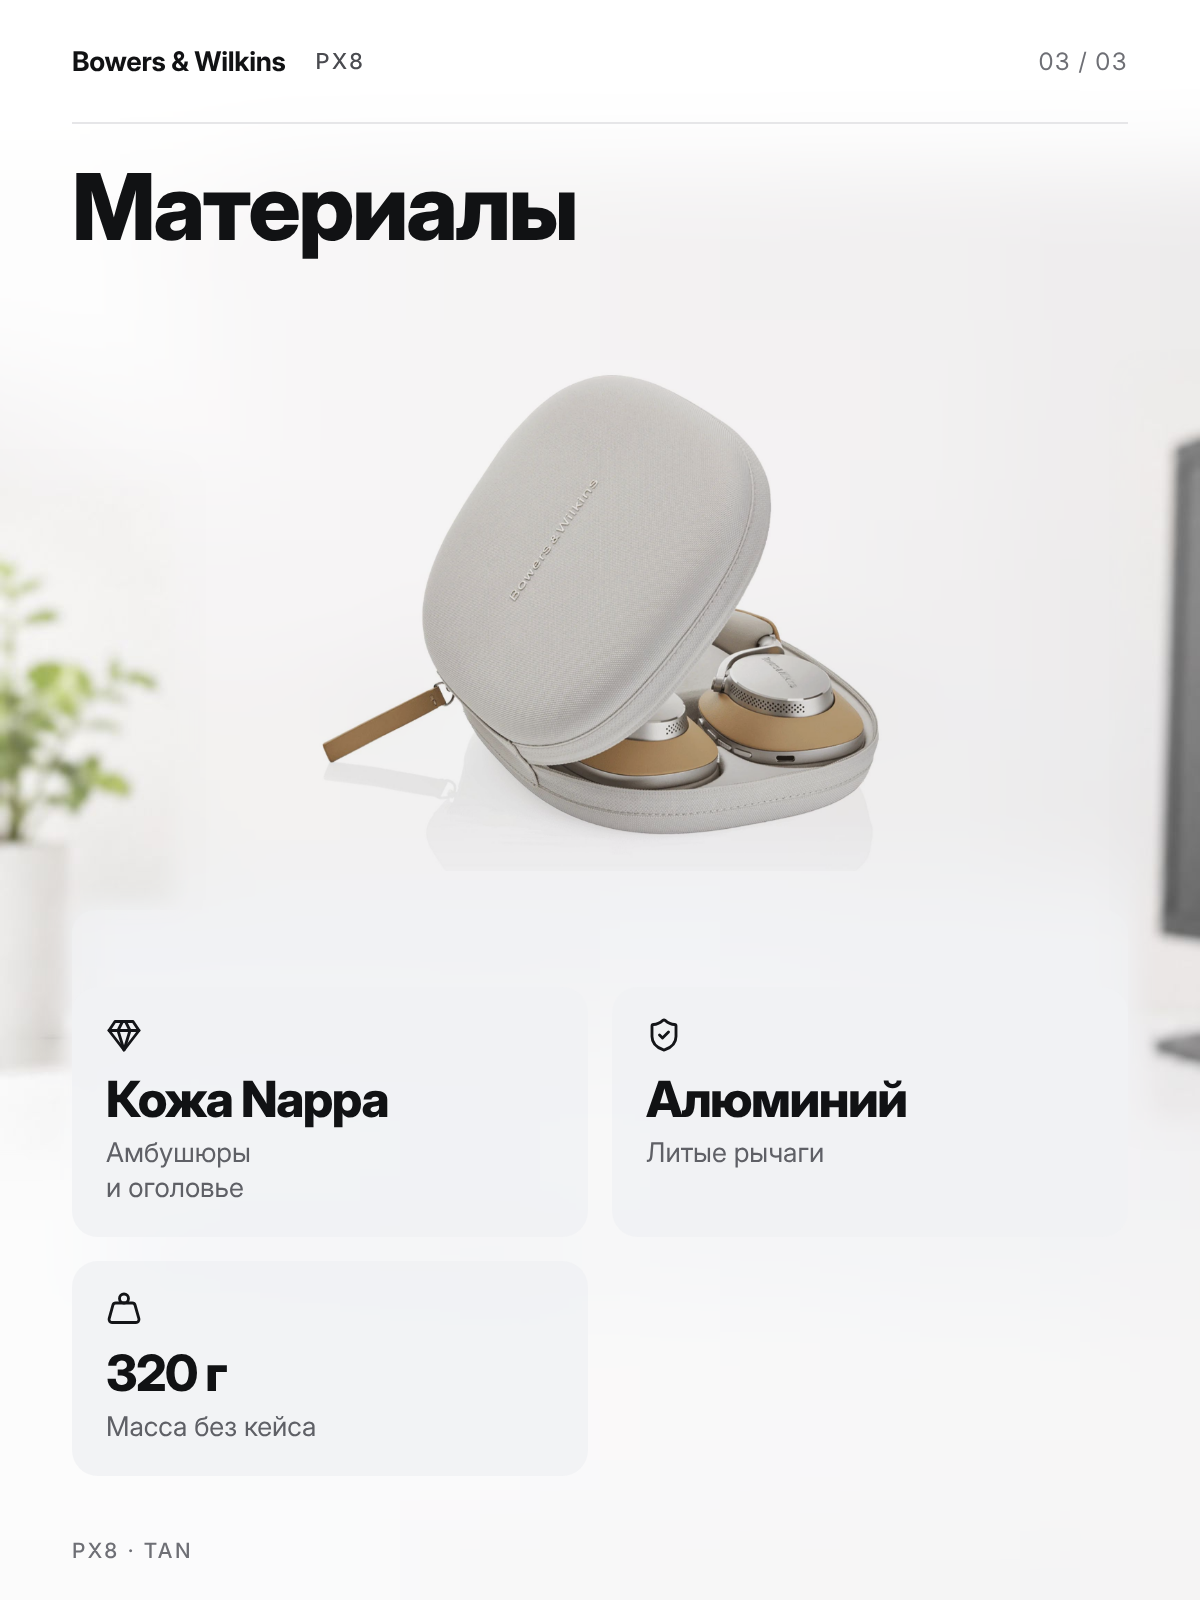 Bowers & Wilkins PX8 03 / 03
Материалы
Bowers & Wilkins
Кожа Nappa
Амбушюры
и оголовье
Алюминий
Литые рычаги
320 г
Масса без кейса
PX8 · TAN